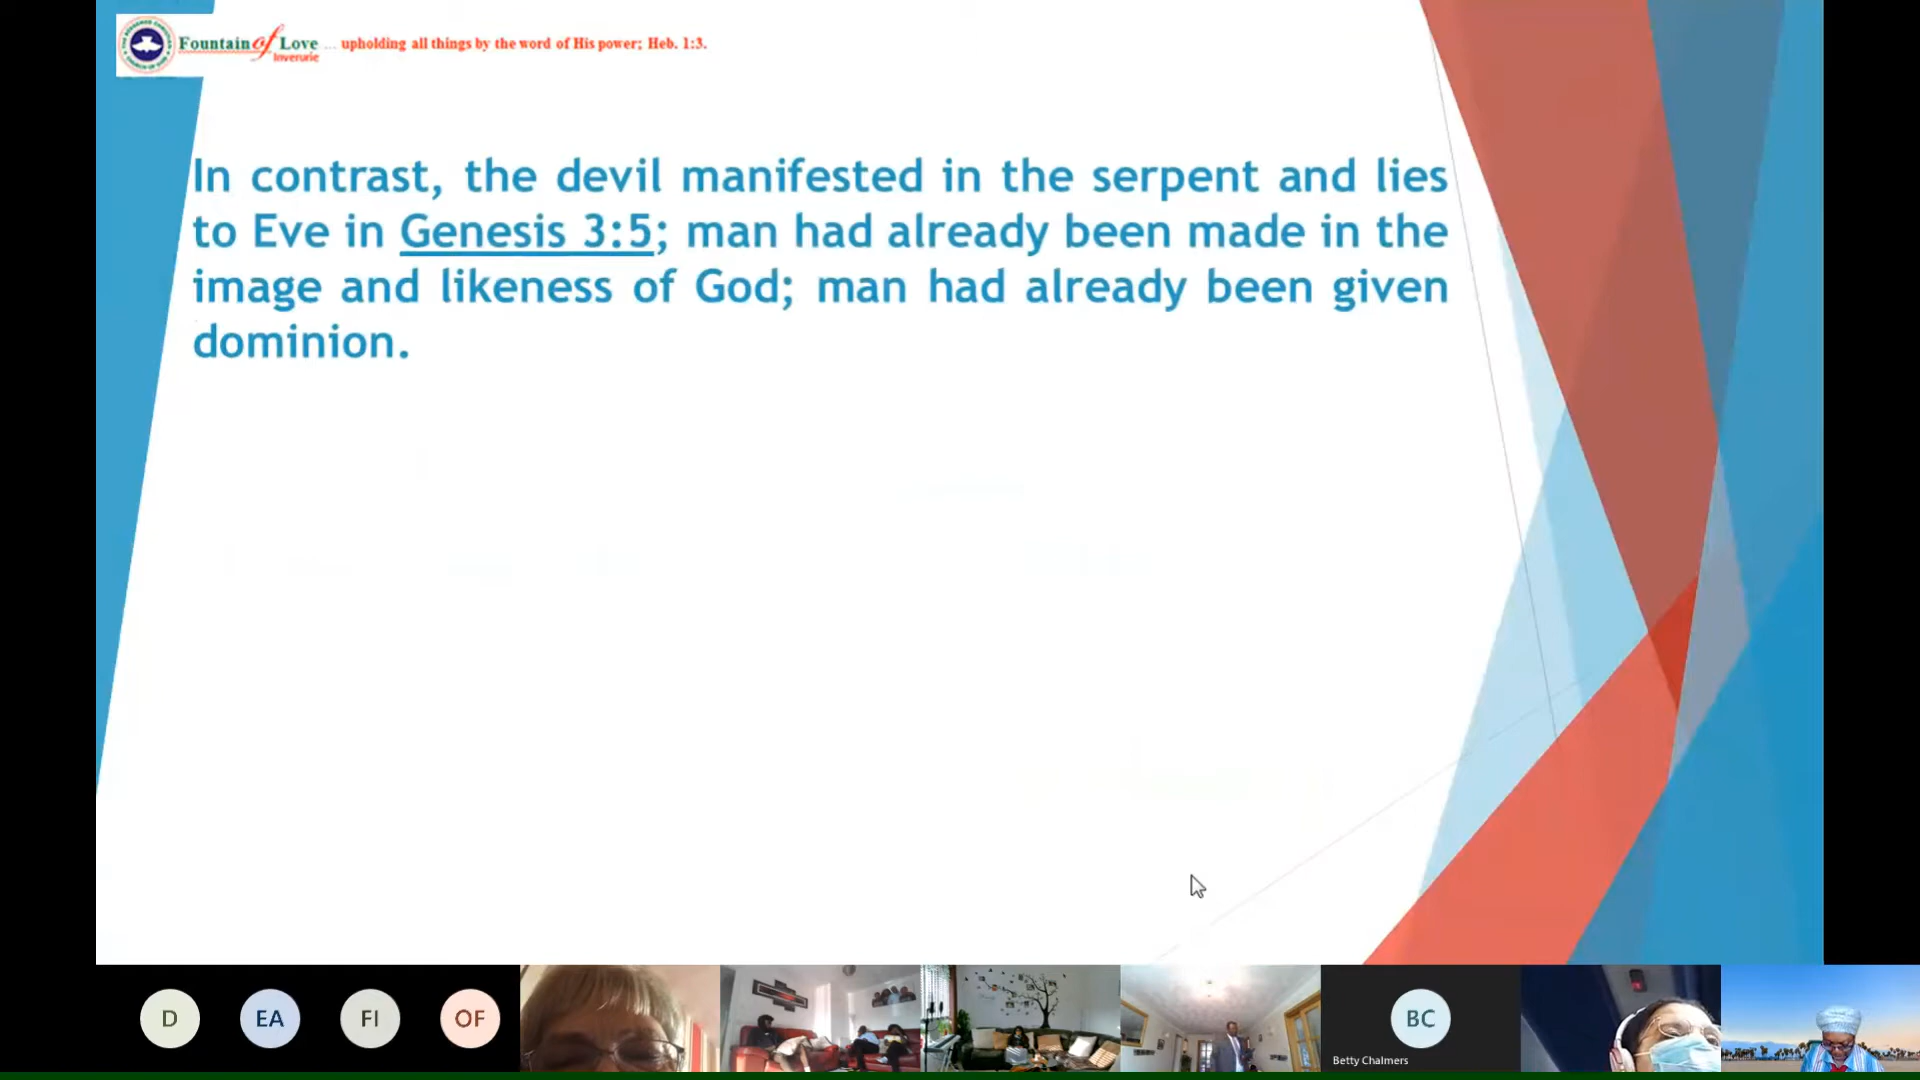 Fountain of Love ... upholding all things by the word of His power; Heb. 1:3.
Inverurie
In contrast, the devil manifested in the serpent and lies
to Eve in Genesis 3:5; man had already been made in the
image and likeness of God; man had already been given
dominion.
D EA FI OF BC
Betty Chalmers